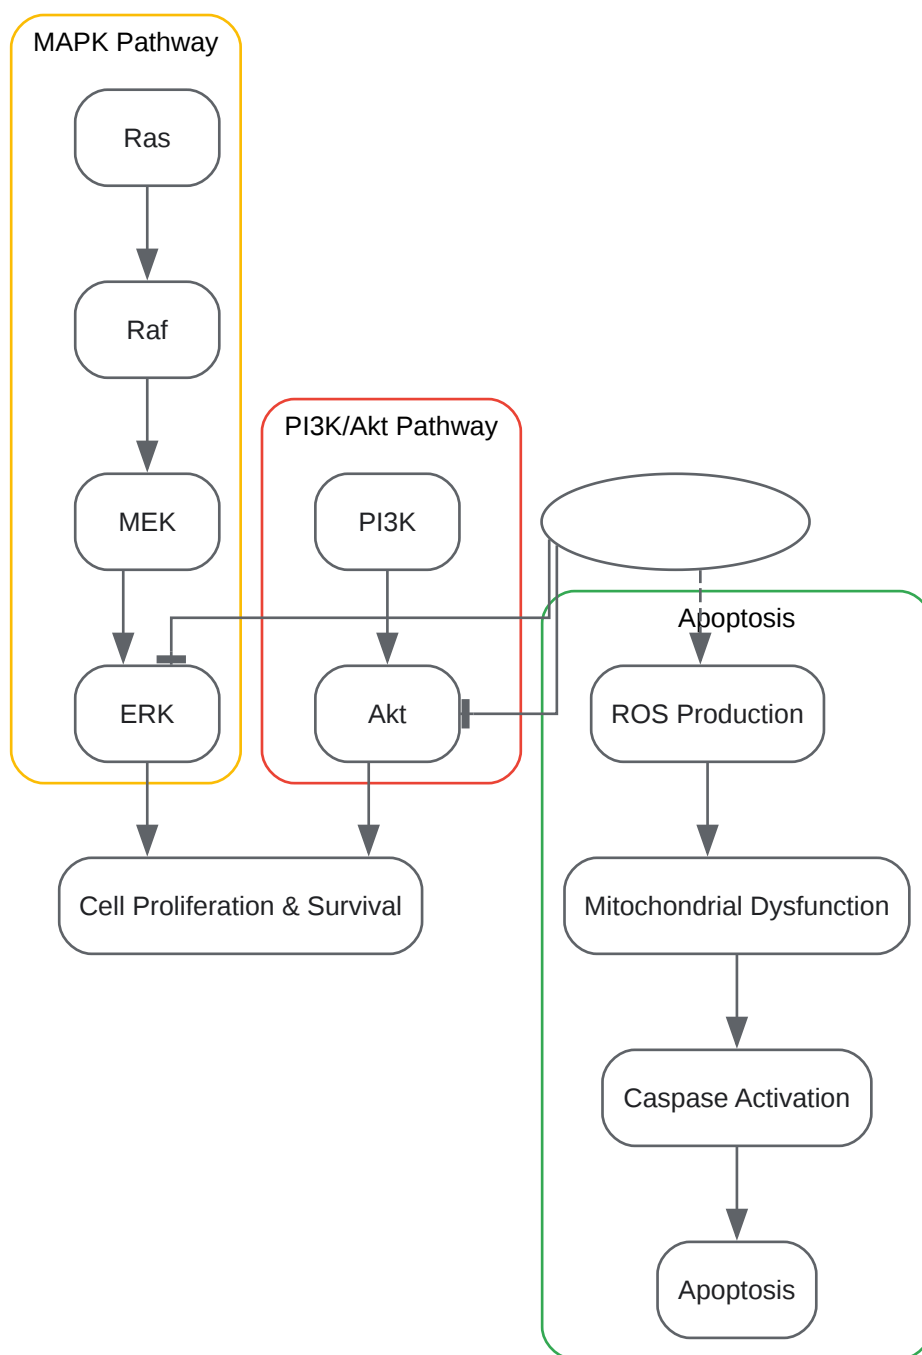 MAPK Pathway
Ras
Raf
MEK
ERK
PI3K/Akt Pathway
PI3K
Akt
Cell Proliferation & Survival
Apoptosis
ROS Production
Mitochondrial Dysfunction
Caspase Activation
Apoptosis